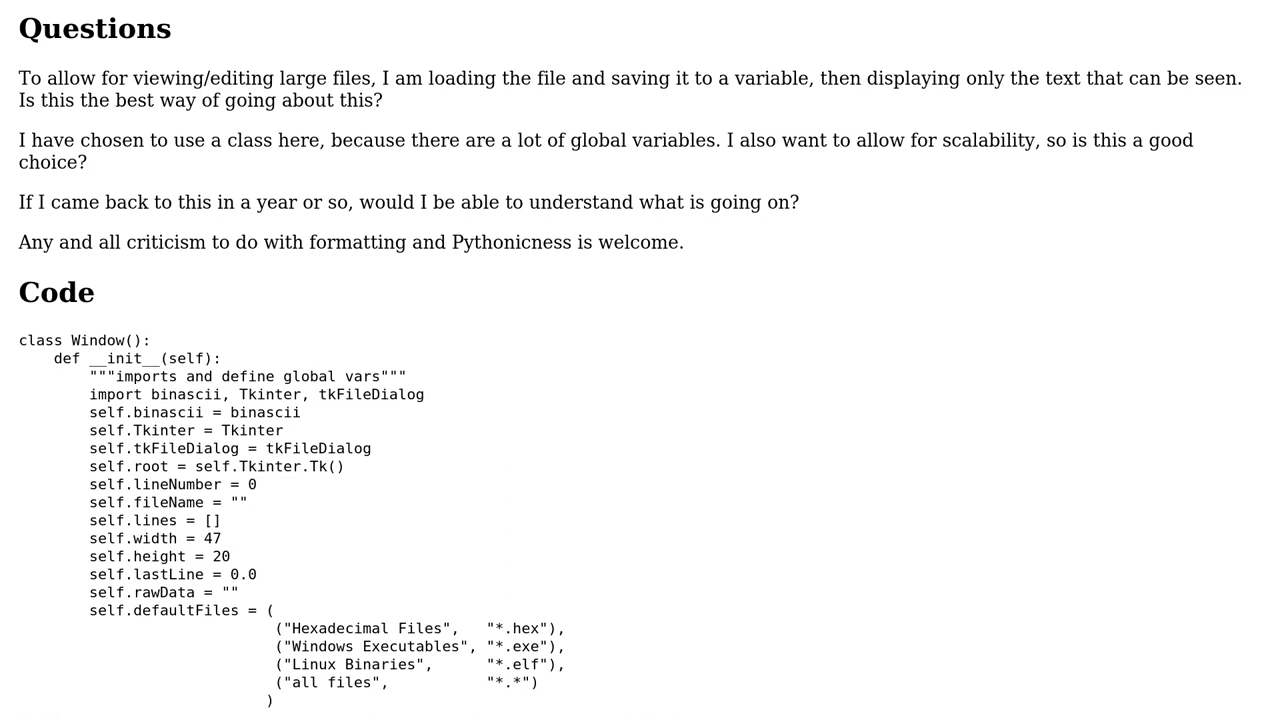 Questions
To allow for viewing/editing large files, I am loading the file and saving it to a variable, then displaying only the text that can be seen.
Is this the best way of going about this?
I have chosen to use a class here, because there are a lot of global variables. I also want to allow for scalability, so is this a good
choice?
If I came back to this in a year or so, would I be able to understand what is going on?
Any and all criticism to do with formatting and Pythonicness is welcome.
Code
class Window():
    def __init__(self):
        """imports and define global vars"""
        import binascii, Tkinter, tkFileDialog
        self.binascii = binascii
        self.Tkinter = Tkinter
        self.tkFileDialog = tkFileDialog
        self.root = self.Tkinter.Tk()
        self.lineNumber = 0
        self.fileName = ""
        self.lines = []
        self.width = 47
        self.height = 20
        self.lastLine = 0.0
        self.rawData = ""
        self.defaultFiles = (
                             ("Hexadecimal Files",   "*.hex"),
                             ("Windows Executables", "*.exe"),
                             ("Linux Binaries",      "*.elf"),
                             ("all files",           "*.*")
                            )